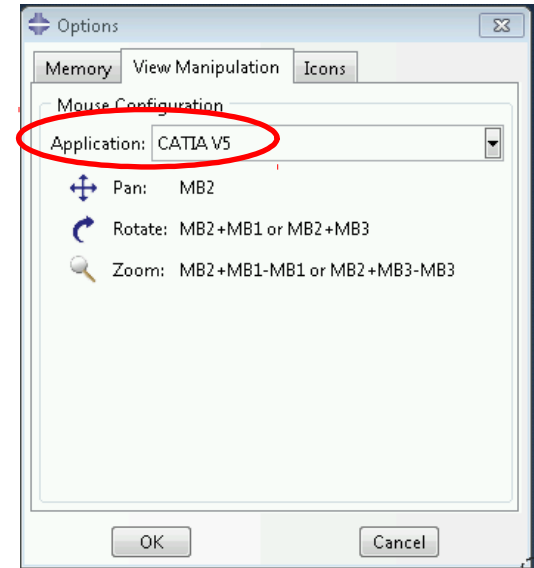 Options
Memory View Manipulation Icons
Mouse Configuration
Application: CATIA V5
Pan: MB2
Rotate: MB2+MB1 or MB2+MB3
Zoom: MB2+MB1-MB1 or MB2+MB3-MB3
OK Cancel